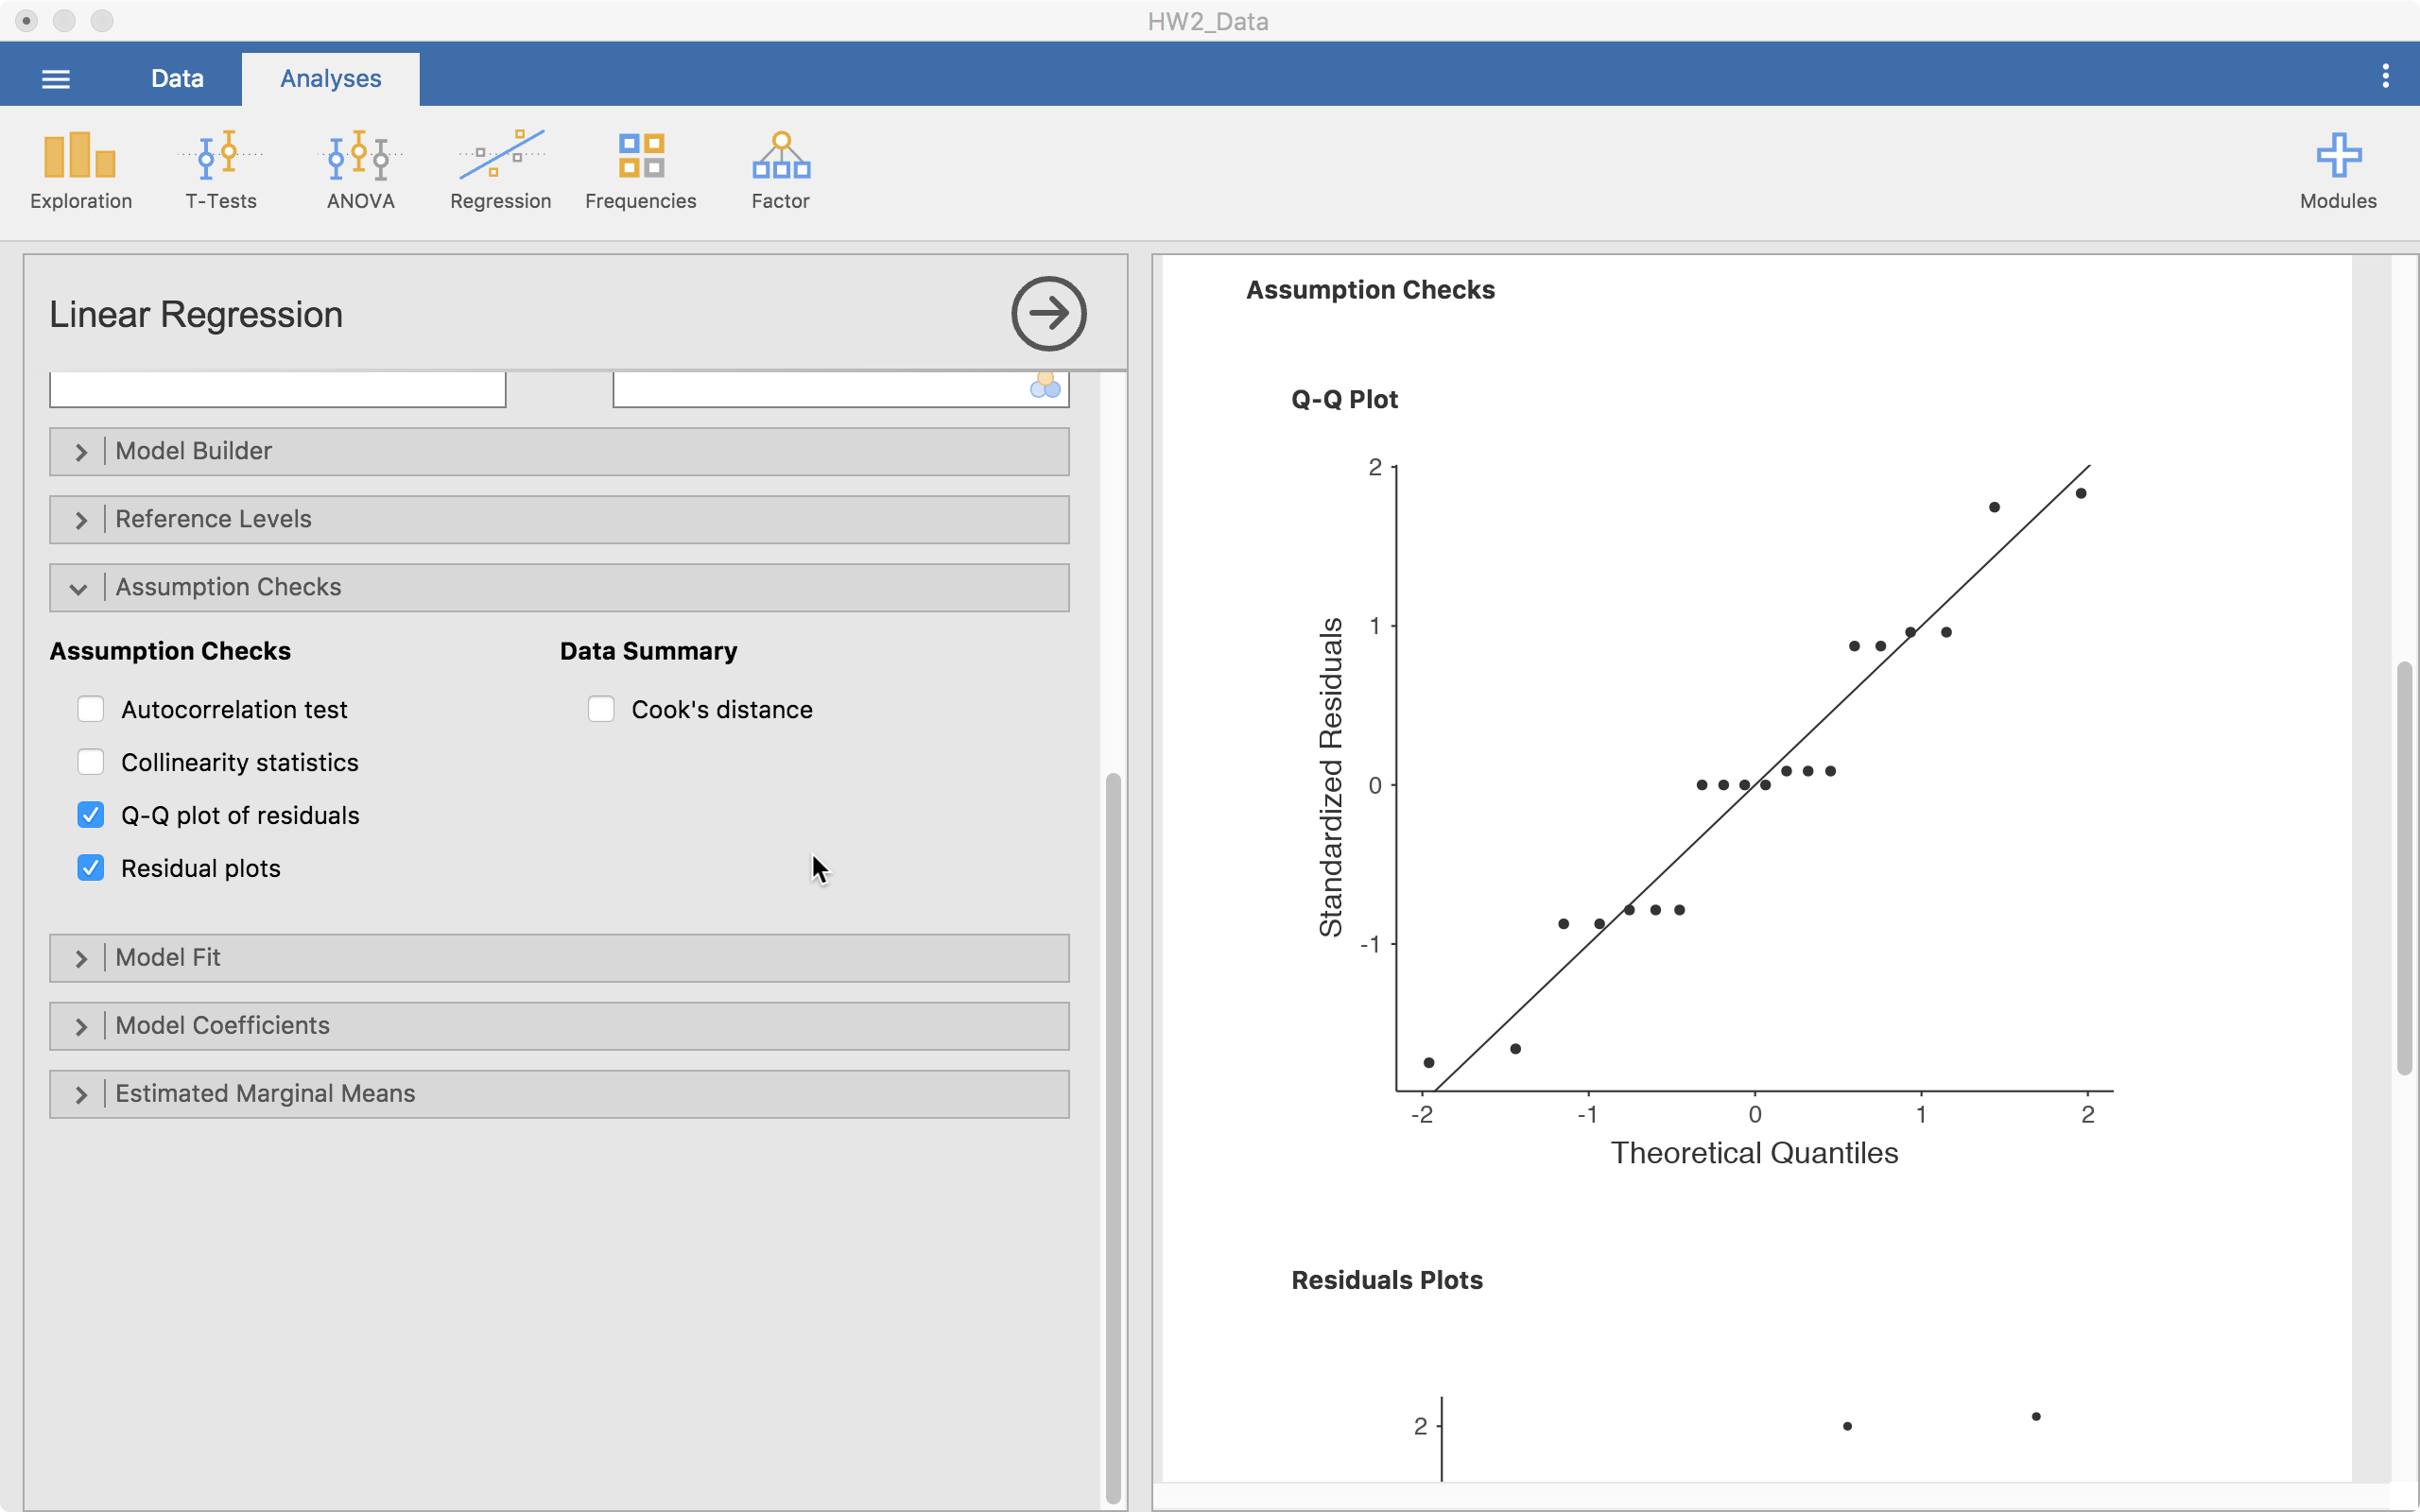 HW2_Data
Data
Analyses
Exploration
T-Tests
ANOVA
Regression
Frequencies
Factor
Modules
Linear Regression
Model Builder
Reference Levels
Assumption Checks
Assumption Checks
Data Summary
Autocorrelation test
Cook's distance
Collinearity statistics
Q-Q plot of residuals
Residual plots
Model Fit
Model Coefficients
Estimated Marginal Means
Assumption Checks
Q-Q Plot
2
1
0
-1
Standardized Residuals
-2
-1
0
1
2
Theoretical Quantiles
Residuals Plots
2